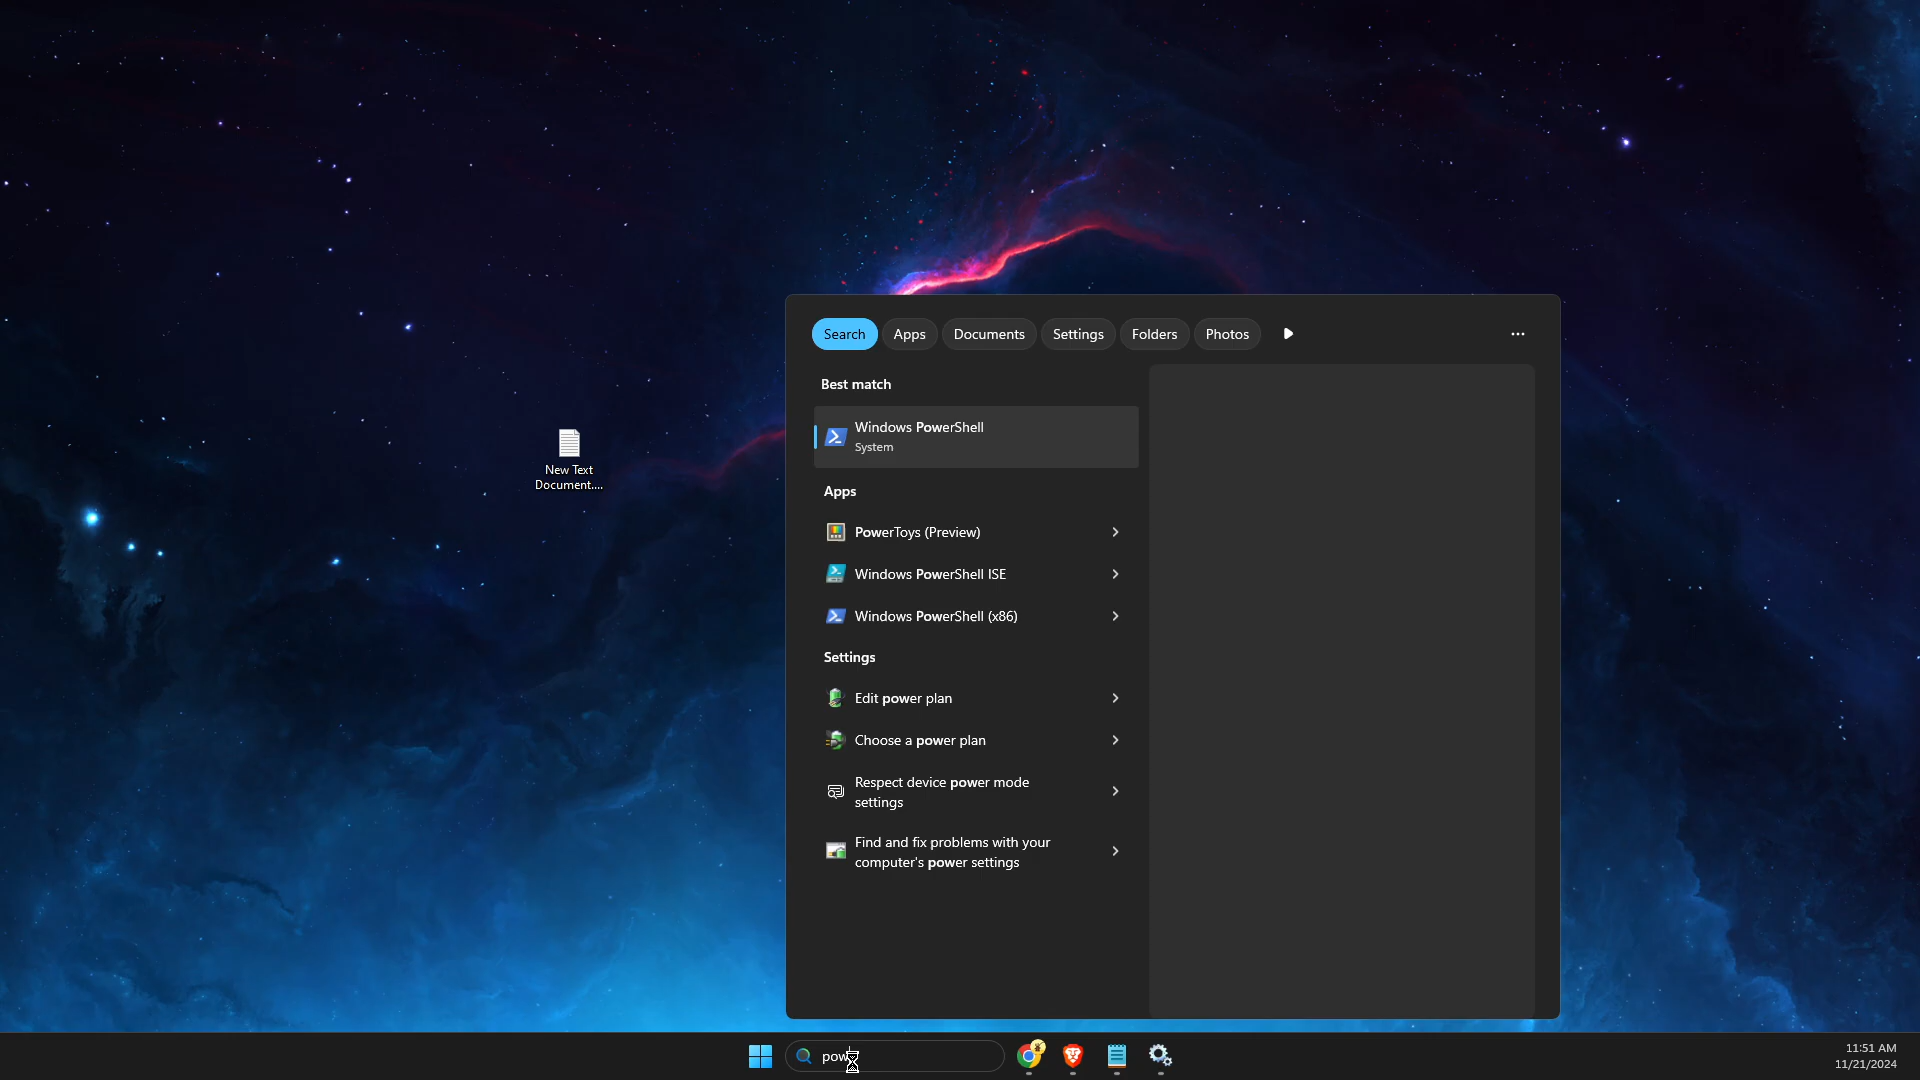 Search
Apps
Documents
Settings
Folders
Photos
Best match
Windows PowerShell
System
Apps
PowerToys (Preview)
Windows PowerShell ISE
Windows PowerShell (x86)
Settings
Edit power plan
Choose a power plan
Respect device power mode
settings
Find and fix problems with your
computer's power settings
New Text
Document....
11:51 AM
11/21/2024